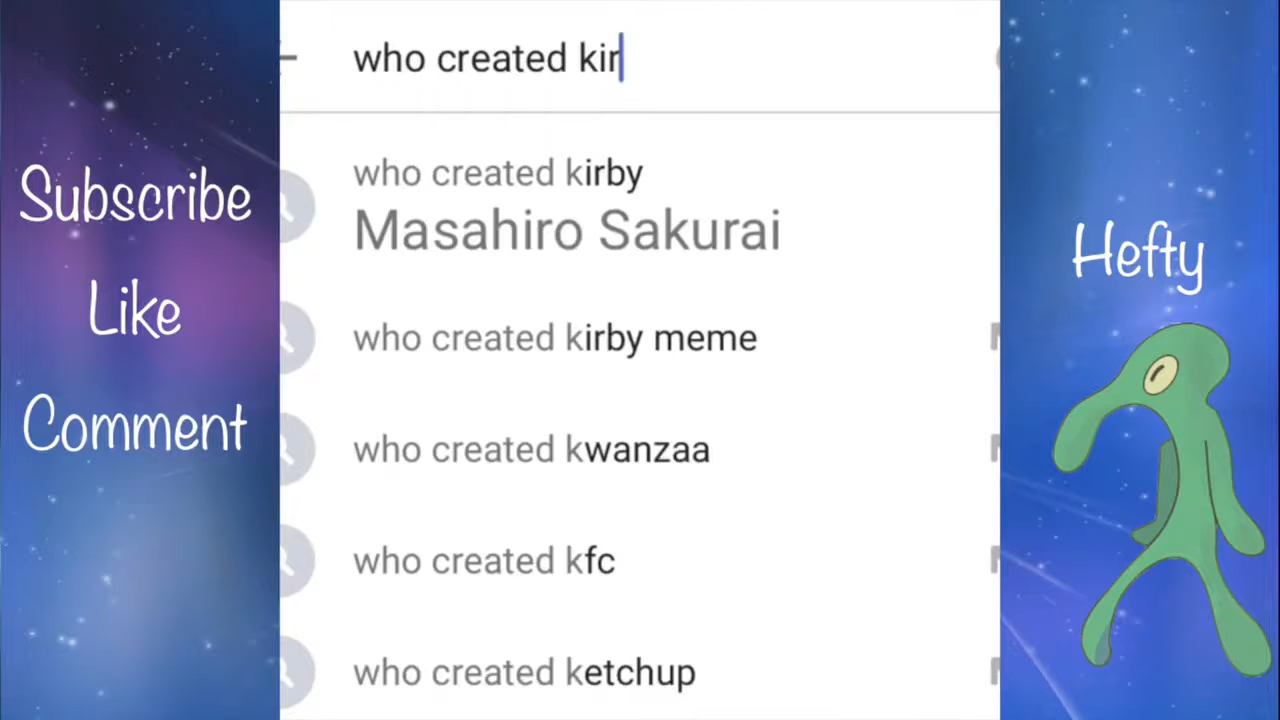 Subscribe
Like
Comment
who created kir
who created kirby
Masahiro Sakurai
who created kirby meme
who created kwanzaa
who created kfc
who created ketchup
Hefty